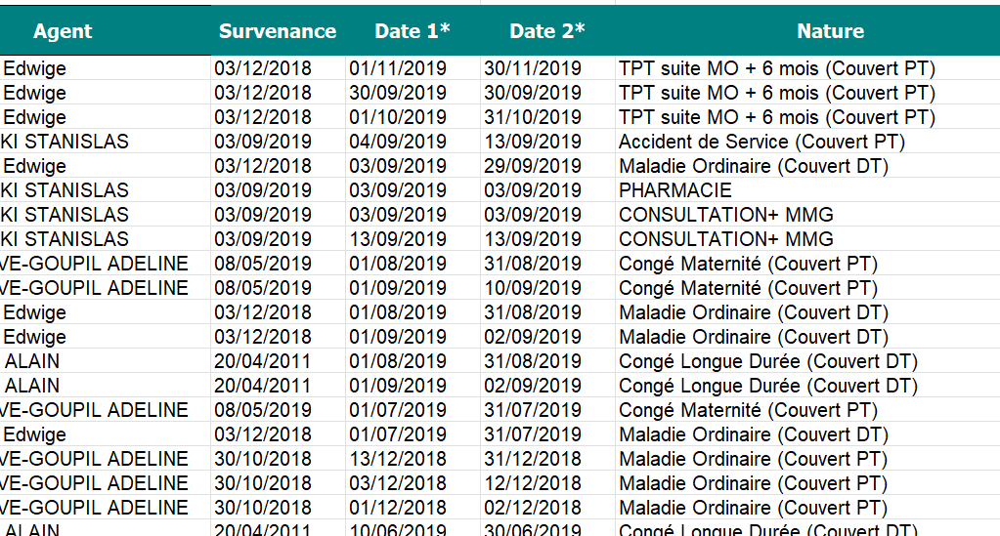 Agent Survenance Date 1* Date 2* Nature
Edwige 03/12/2018 01/11/2019 30/11/2019 TPT suite MO + 6 mois (Couvert PT)
Edwige 03/12/2018 30/09/2019 30/09/2019 TPT suite MO + 6 mois (Couvert PT)
Edwige 03/12/2018 01/10/2019 31/10/2019 TPT suite MO + 6 mois (Couvert PT)
KI STANISLAS 03/09/2019 04/09/2019 13/09/2019 Accident de Service (Couvert PT)
Edwige 03/12/2018 03/09/2019 29/09/2019 Maladie Ordinaire (Couvert DT)
KI STANISLAS 03/09/2019 03/09/2019 03/09/2019 PHARMACIE
KI STANISLAS 03/09/2019 03/09/2019 03/09/2019 CONSULTATION+ MMG
KI STANISLAS 03/09/2019 13/09/2019 13/09/2019 CONSULTATION+ MMG
VE-GOUPIL ADELINE 08/05/2019 01/08/2019 31/08/2019 Congé Maternité (Couvert PT)
VE-GOUPIL ADELINE 08/05/2019 01/09/2019 10/09/2019 Congé Maternité (Couvert PT)
Edwige 03/12/2018 01/08/2019 31/08/2019 Maladie Ordinaire (Couvert DT)
Edwige 03/12/2018 01/09/2019 02/09/2019 Maladie Ordinaire (Couvert DT)
ALAIN 20/04/2011 01/08/2019 31/08/2019 Congé Longue Durée (Couvert DT)
ALAIN 20/04/2011 01/09/2019 02/09/2019 Congé Longue Durée (Couvert DT)
VE-GOUPIL ADELINE 08/05/2019 01/07/2019 31/07/2019 Congé Maternité (Couvert PT)
Edwige 03/12/2018 01/07/2019 31/07/2019 Maladie Ordinaire (Couvert DT)
VE-GOUPIL ADELINE 30/10/2018 13/12/2018 31/12/2018 Maladie Ordinaire (Couvert PT)
VE-GOUPIL ADELINE 30/10/2018 03/12/2018 12/12/2018 Maladie Ordinaire (Couvert PT)
VE-GOUPIL ADELINE 30/10/2018 01/12/2018 02/12/2018 Maladie Ordinaire (Couvert PT)
ALAIN 20/04/2011 10/06/2019 30/06/2019 Congé Longue Durée (Couvert DT)